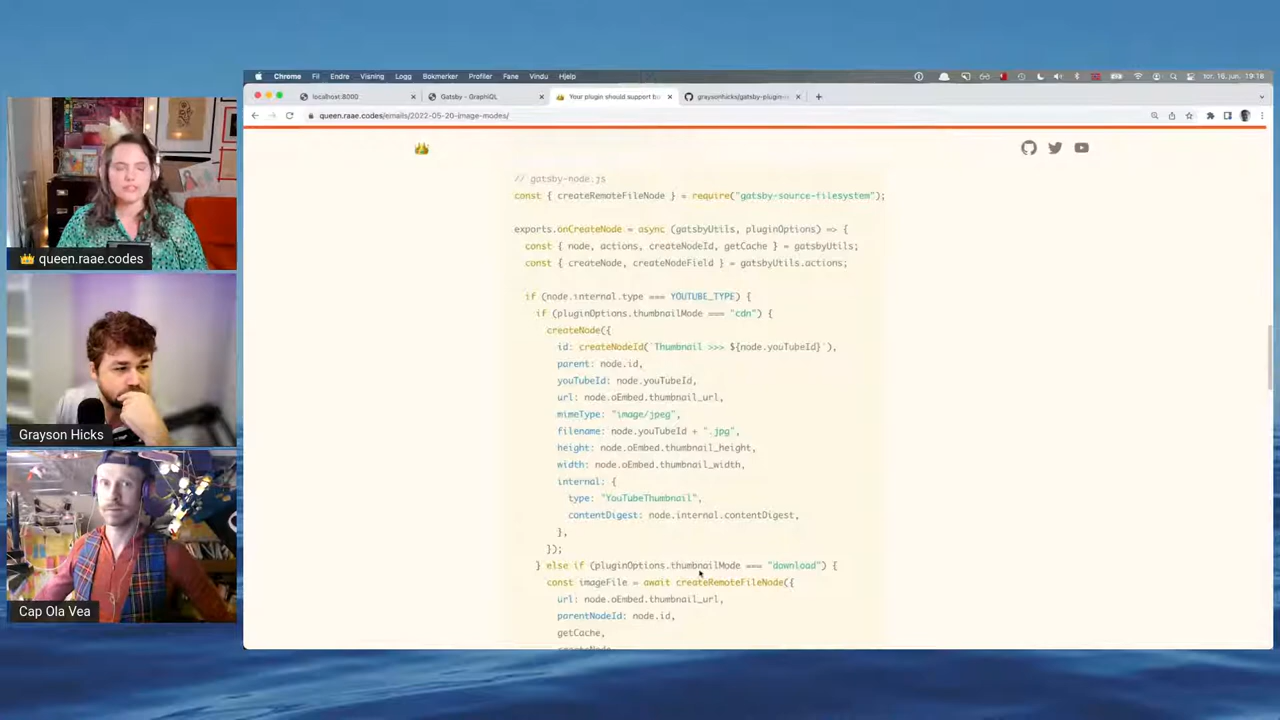 Chrome Fil Endre Visning Logg Bokmerker Profiler Fane Vindu Hjelp tor. 16. jun. 19:18
localhost:8000 Gatsby - GraphiQL Your plugin should support bo graysonhicks/gatsby-plugin-
queen.raae.codes/emails/2022-05-20-image-modes/
// gatsby-node.js
const { createRemoteFileNode } = require("gatsby-source-filesystem");
exports.onCreateNode = async (gatsbyUtils, pluginOptions) => {
const { node, actions, createNodeId, getCache } = gatsbyUtils;
const { createNode, createNodeField } = gatsbyUtils.actions;
if (node.internal.type === YOUTUBE_TYPE) {
if (pluginOptions.thumbnailMode === "cdn") {
createNode({
id: createNodeId(`Thumbnail >>> ${node.youTubeId}`),
parent: node.id,
youTubeId: node.youTubeId,
url: node.oEmbed.thumbnail_url,
mimeType: "image/jpeg",
filename: node.youTubeId + ".jpg",
height: node.oEmbed.thumbnail_height,
width: node.oEmbed.thumbnail_width,
internal: {
type: "YouTubeThumbnail",
contentDigest: node.internal.contentDigest,
},
});
} else if (pluginOptions.thumbnailMode === "download") {
const imageFile = await createRemoteFileNode({
url: node.oEmbed.thumbnail_url,
parentNodeId: node.id,
getCache,
queen.raae.codes
Grayson Hicks
Cap Ola Vea